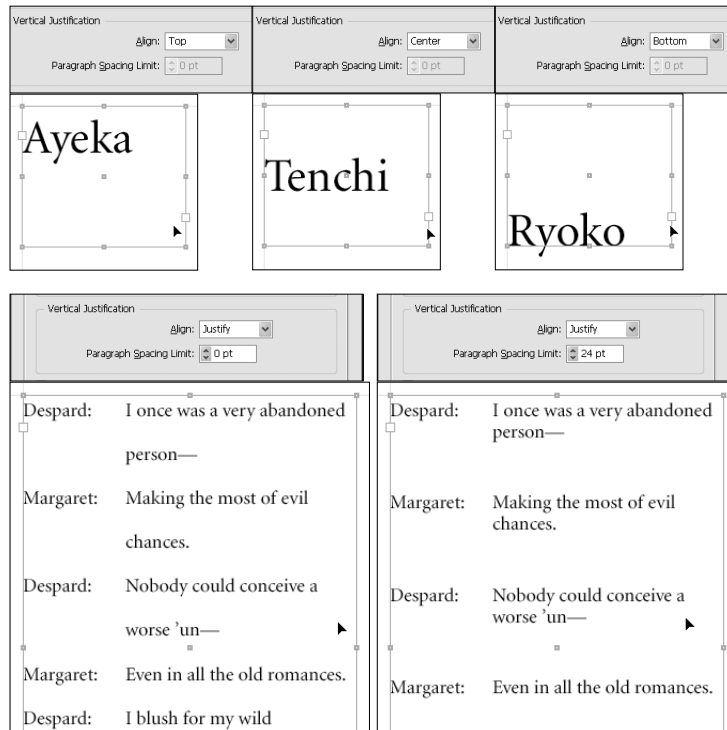 Vertical Justification
Align: Top
Paragraph Spacing Limit: 0 pt
Vertical Justification
Align: Center
Paragraph Spacing Limit: 0 pt
Vertical Justification
Align: Bottom
Paragraph Spacing Limit: 0 pt
Ayeka
Tenchi
Ryoko
Vertical Justification
Align: Justify
Paragraph Spacing Limit: 0 pt
Despard: I once was a very abandoned
person—
Margaret: Making the most of evil
chances.
Despard: Nobody could conceive a
worse ’un—
Margaret: Even in all the old romances.
Despard: I blush for my wild
Vertical Justification
Align: Justify
Paragraph Spacing Limit: 24 pt
Despard: I once was a very abandoned
person—
Margaret: Making the most of evil
chances.
Despard: Nobody could conceive a
worse ’un—
Margaret: Even in all the old romances.